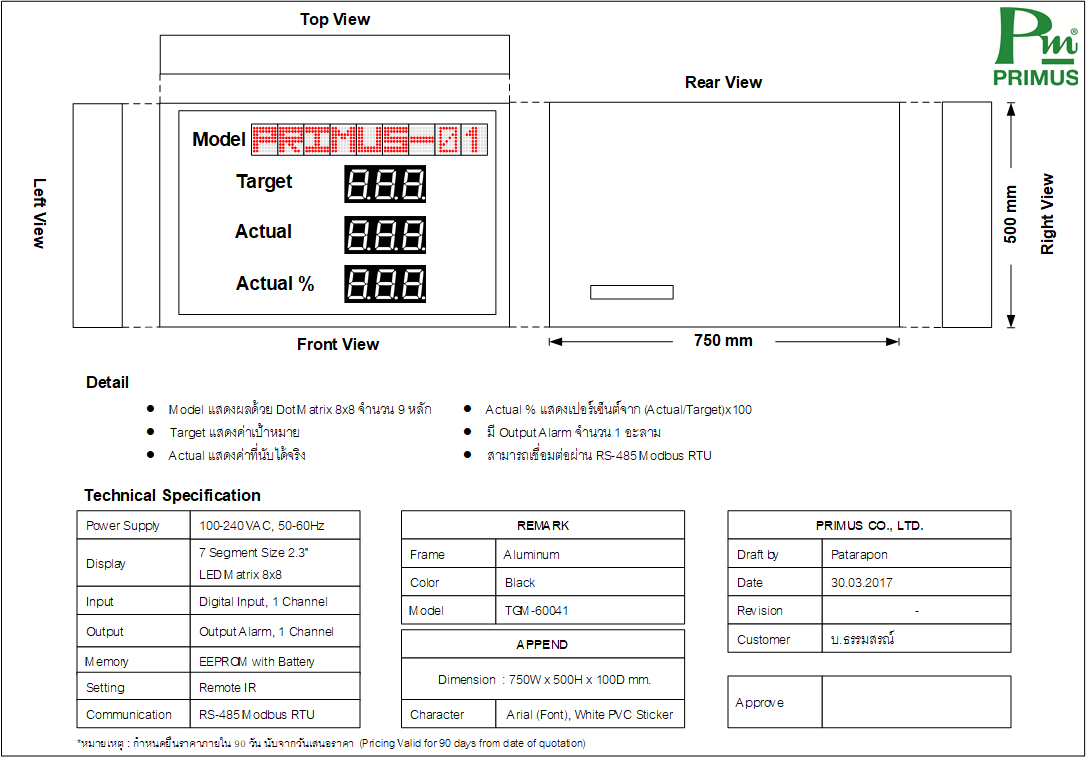 Top View
Pm®
PRIMUS
Rear View
Left View
Model PRIMUS-01
Target 8.8.8.
Actual 8.8.8.
Actual % 8.8.8.
Front View
750 mm
500 mm
Right View
Detail
Model แสดงผลด้วย DotMatrix 8x8 จำนวน 9 หลัก
Target แสดงค่าเป้าหมาย
Actual แสดงค่าที่นับได้จริง
Actual % แสดงเปอร์เซ็นต์จาก (Actual/Target)x100
มี Output Alarm จำนวน 1 อะลาม
สามารถเชื่อมต่อผ่าน RS-485 Modbus RTU
Technical Specification
Power Supply 100-240 VAC, 50-60Hz
Display 7 Segment Size 2.3"
LED Matrix 8x8
Input Digital Input, 1 Channel
Output Output Alarm, 1 Channel
Memory EEPROM with Battery
Setting Remote IR
Communication RS-485 Modbus RTU
REMARK
Frame Aluminum
Color Black
Model TGM-60041
APPEND
Dimension : 750W x 500H x 100D mm.
Character Arial (Font), White PVC Sticker
PRIMUS CO., LTD.
Draft by Patarapon
Date 30.03.2017
Revision -
Customer บ.ธรรมสรณ์
Approve
*หมายเหตุ : กำหนดยืนราคาภายใน 90 วัน นับจากวันเสนอราคา (Pricing Valid for 90 days from date of quotation)